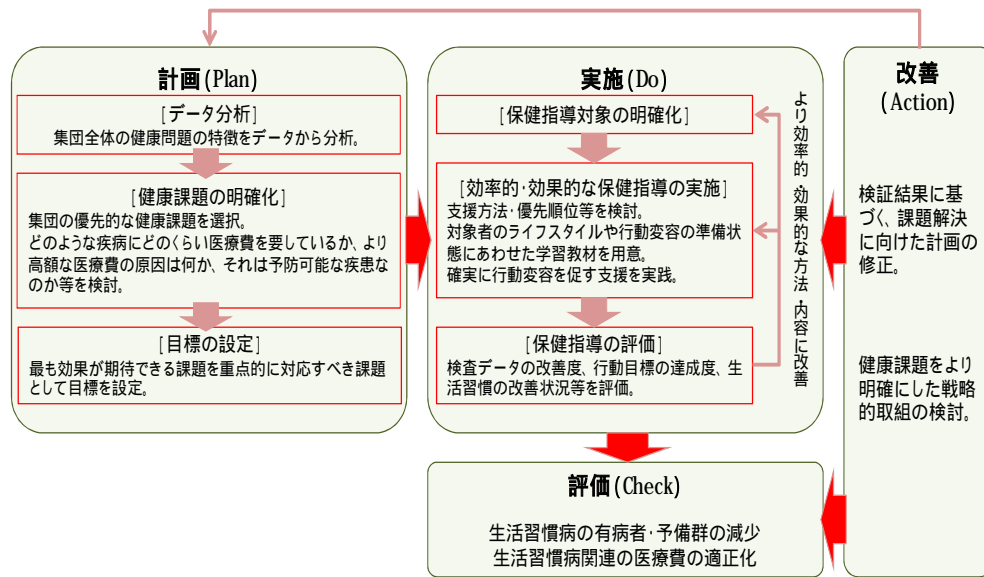 計画(Plan)
[データ分析]
集団全体の健康問題の特徴をデータから分析。
[健康課題の明確化]
集団の優先的な健康課題を選択。
どのような疾病にどのくらい医療費を要しているか、より
高額な医療費の原因は何か、それは予防可能な疾患な
のか等を検討。
[目標の設定]
最も効果が期待できる課題を重点的に対応すべき課題
として目標を設定。
実施(Do)
[保健指導対象の明確化]
[効率的・効果的な保健指導の実施]
支援方法・優先順位等を検討。
対象者のライフスタイルや行動変容の準備状
態にあわせた学習教材を用意。
確実に行動変容を促す支援を実践。
[保健指導の評価]
検査データの改善度、行動目標の達成度、生
活習慣の改善状況等を評価。
より効率的・効果的な方法・内容に改善
改善
(Action)
検証結果に基
づく、課題解決
に向けた計画の
修正。
健康課題をより
明確にした戦略
的取組の検討。
評価(Check)
生活習慣病の有病者・予備群の減少
生活習慣病関連の医療費の適正化